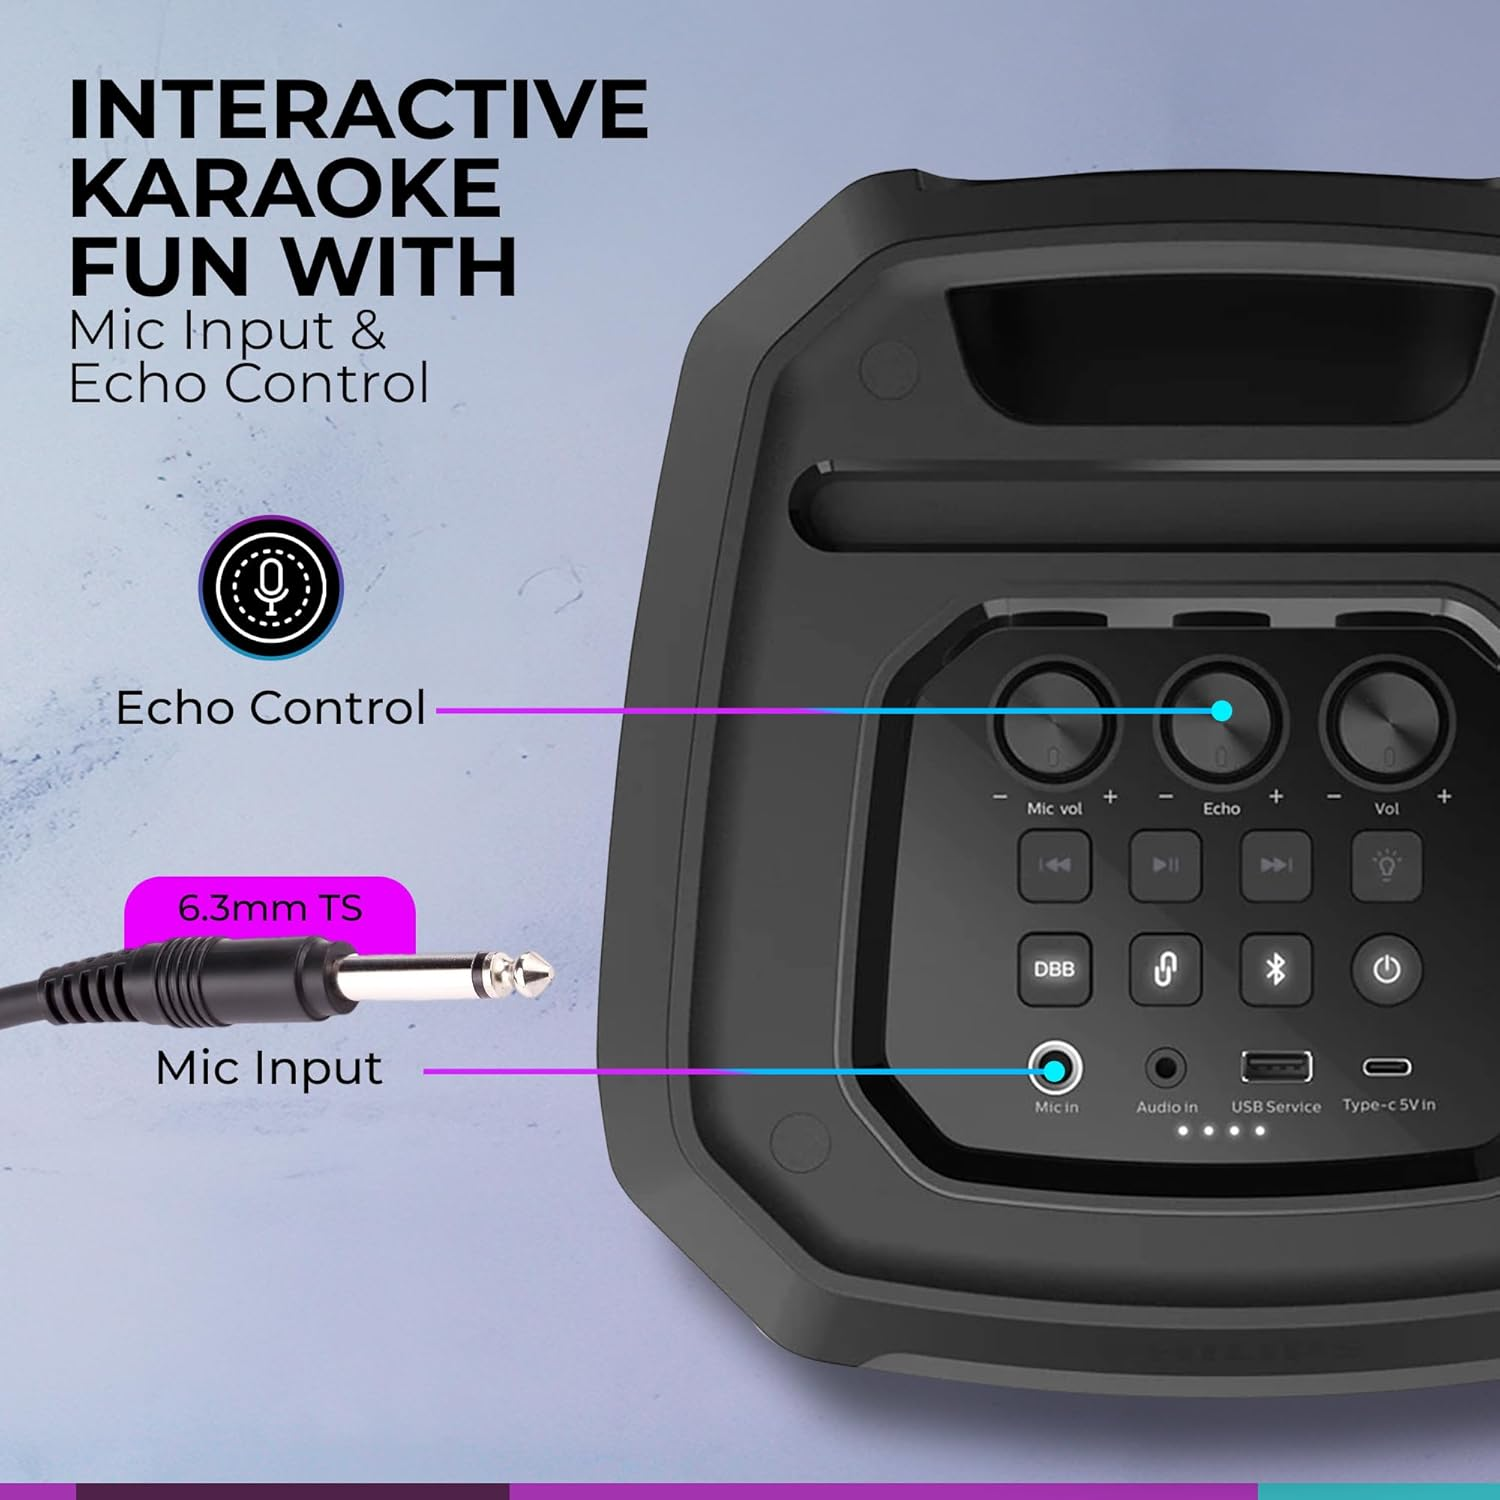 INTERACTIVE
KARAOKE
FUN WITH
Mic Input &
Echo Control
Echo Control
6.3mm TS
Mic Input
− Mic vol +
− Echo +
− Vol +
DBB
Mic in
Audio in
USB Service
Type-c 5V in